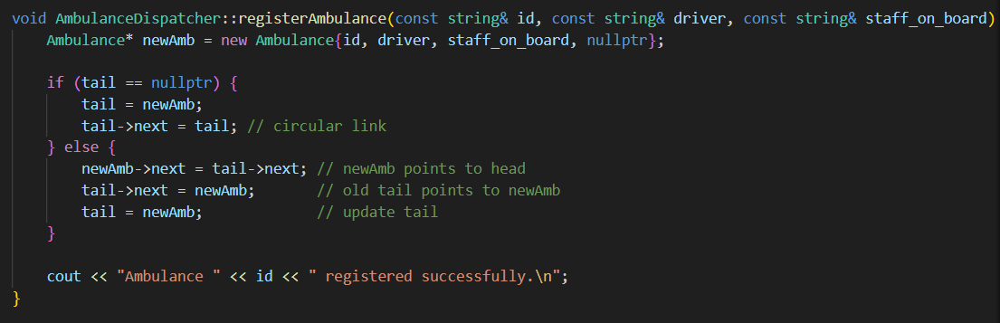 void AmbulanceDispatcher::registerAmbulance(const string& id, const string& driver, const string& staff_on_board)
    Ambulance* newAmb = new Ambulance{id, driver, staff_on_board, nullptr};

    if (tail == nullptr) {
        tail = newAmb;
        tail->next = tail; // circular link
    } else {
        newAmb->next = tail->next; // newAmb points to head
        tail->next = newAmb;       // old tail points to newAmb
        tail = newAmb;             // update tail
    }

    cout << "Ambulance " << id << " registered successfully.\n";
}